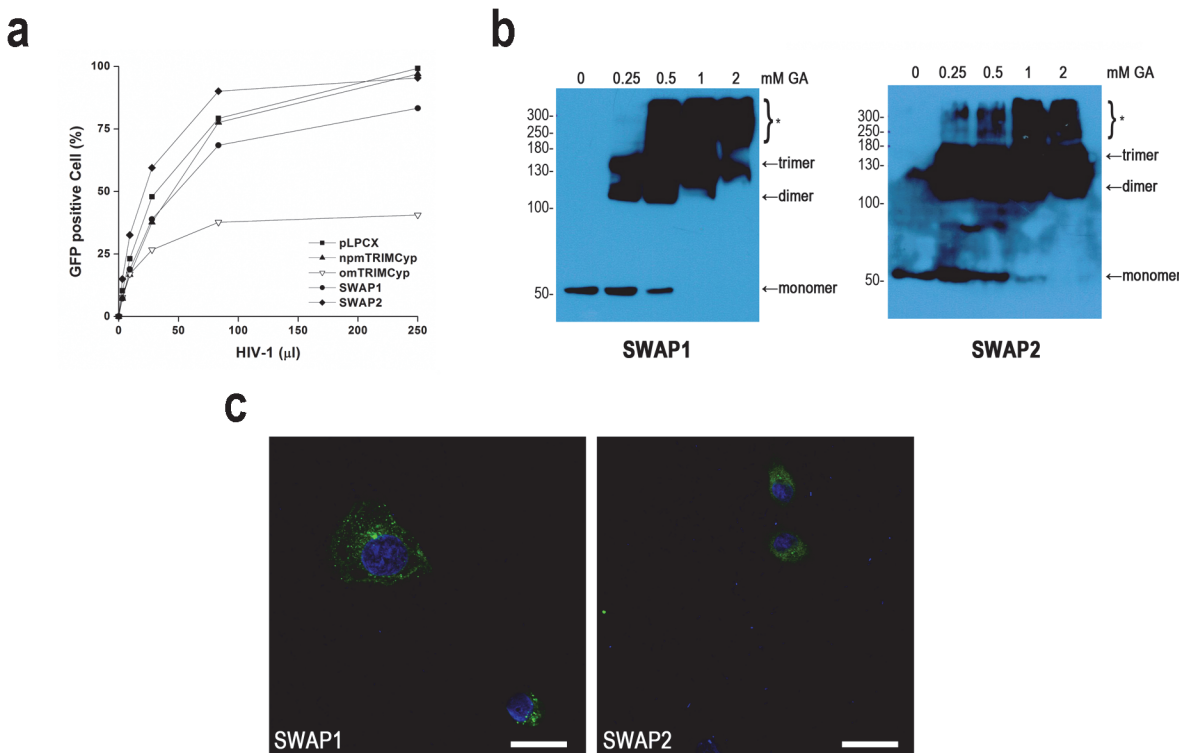 a
100
75
50
25
0
GFP positive Cell (%)
0 50 100 150 200 250
HIV-1 (µl)
pLPCX
npmTRIMCyp
omTRIMCyp
SWAP1
SWAP2
b
0 0.25 0.5 1 2 mM GA
300-
250-
180-
130-
100-
50-
*
←trimer
←dimer
←monomer
SWAP1
0 0.25 0.5 1 2 mM GA
300-
250-
180-
130-
100-
50-
*
←trimer
←dimer
←monomer
SWAP2
c
SWAP1
SWAP2